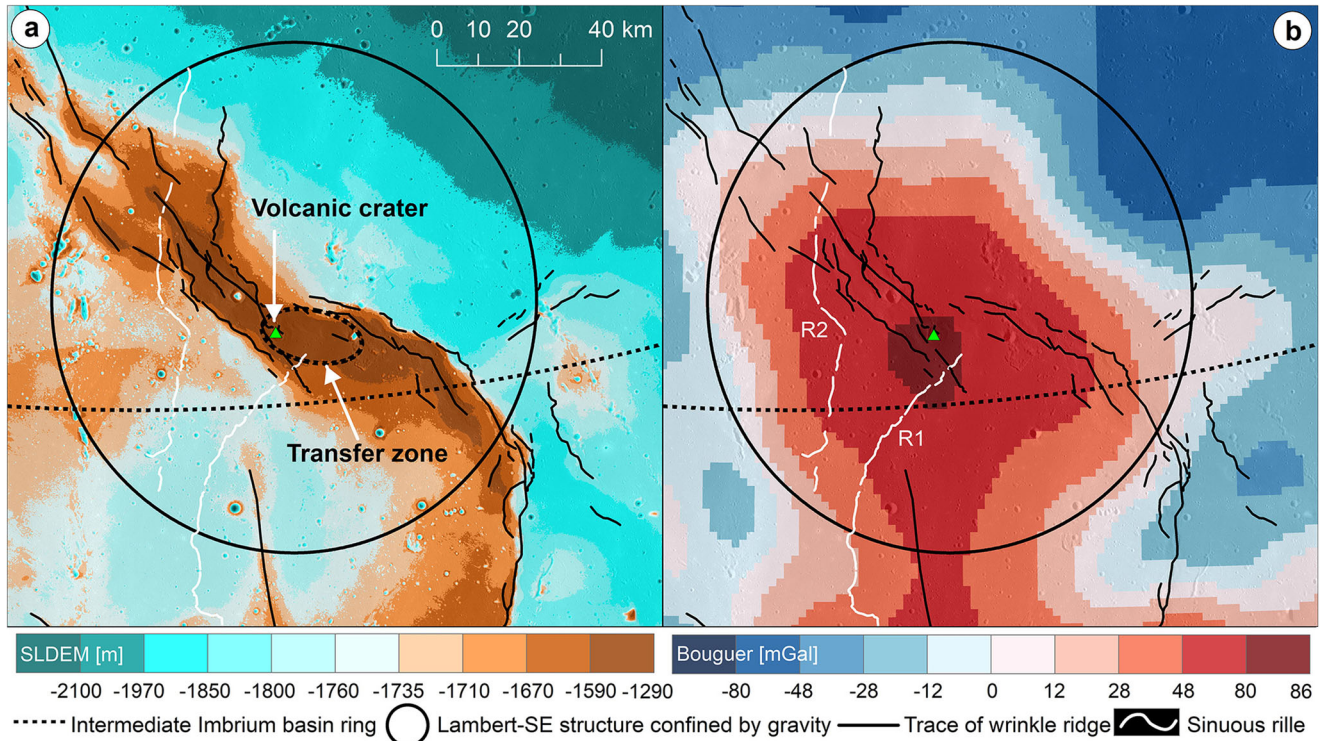 a
0 20 40 km
b
Volcanic crater
Transfer zone
R2
R1
SLDEM [m]
-2100 -1970 -1850 -1800 -1760 -1735 -1710 -1670 -1590 -1290
Bouguer [mGal]
-80 -48 -28 -12 0 12 28 48 80 86
Intermediate Imbrium basin ring Lambert-SE structure confined by gravity Trace of wrinkle ridge Sinuous rille